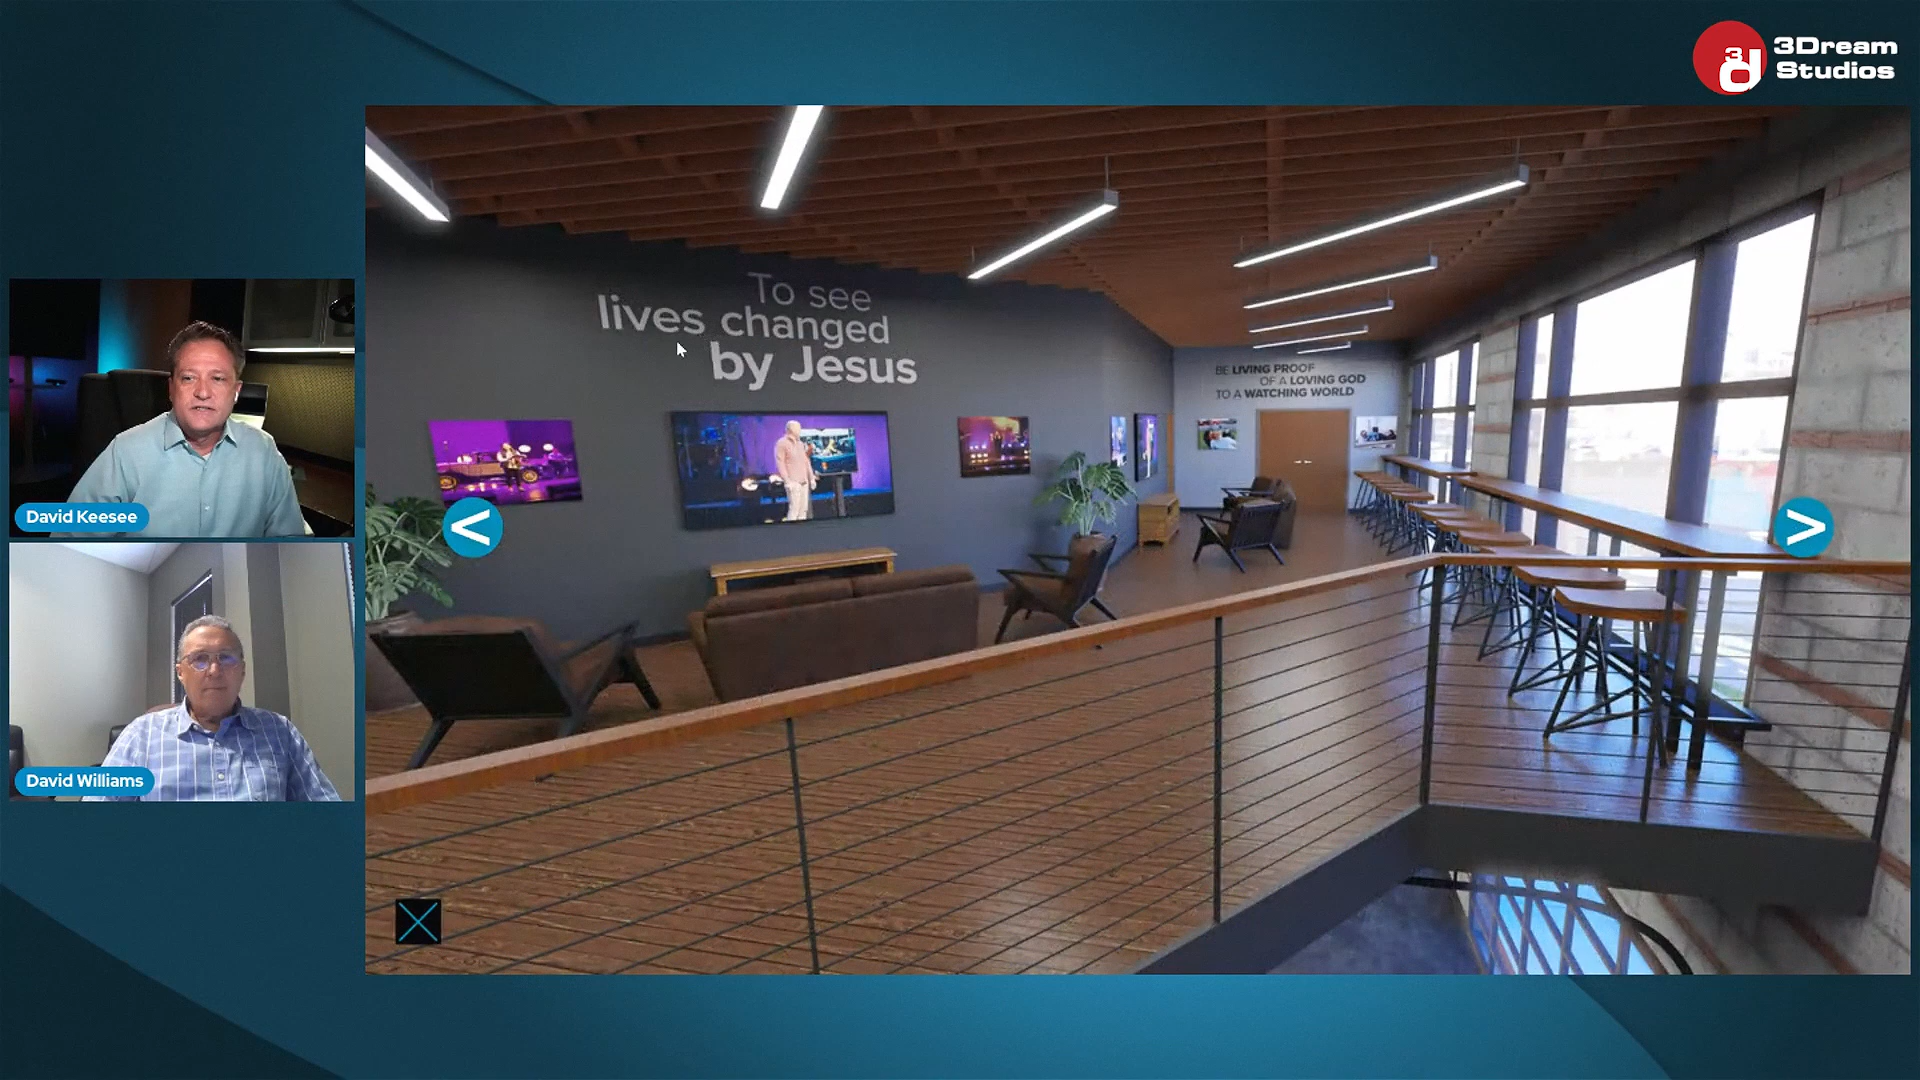 3Dream
Studios
To see
lives changed
by Jesus
BE LIVING PROOF
OF A LOVING GOD
TO A WATCHING WORLD
David Keesee
David Williams